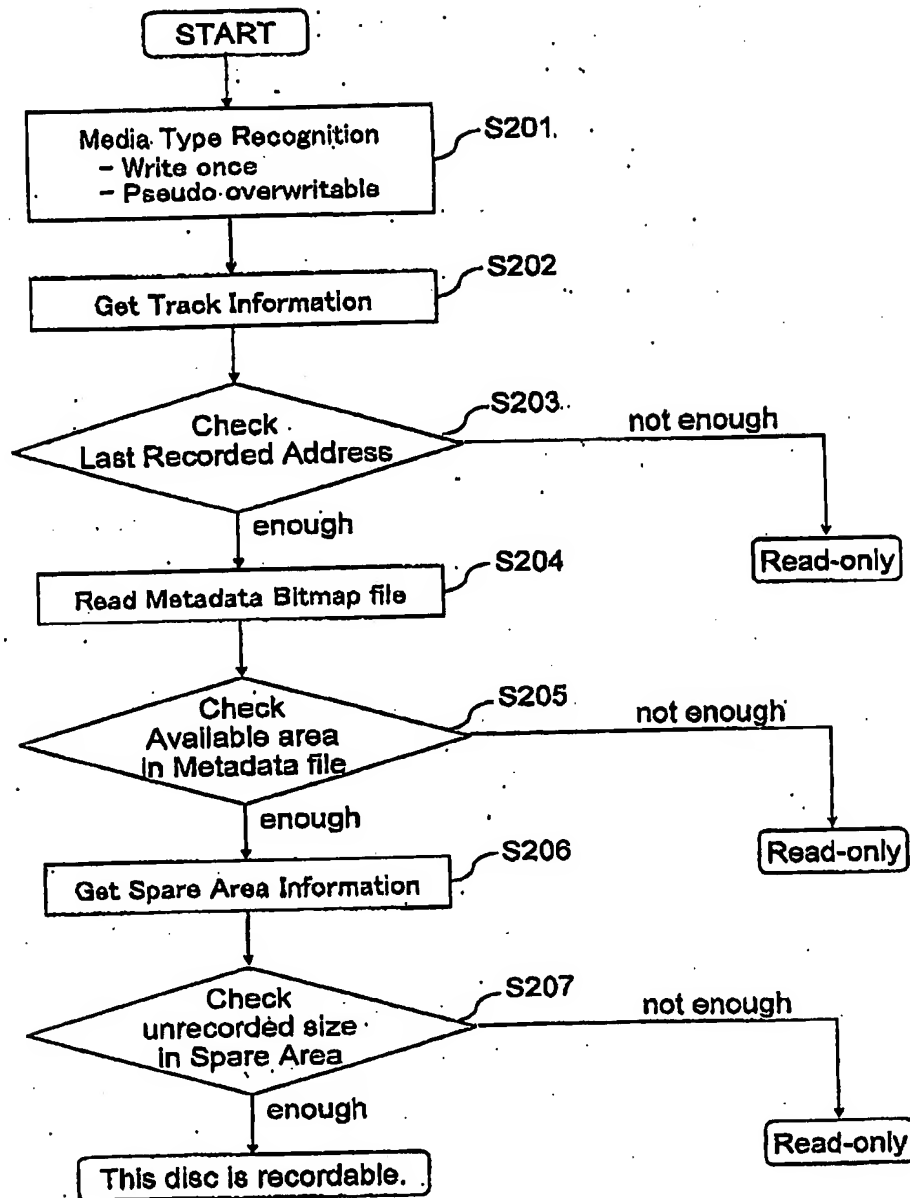 START
Media Type Recognition
- Write once
- Pseudo-overwritable
S201
Get Track Information
S202
Check
Last Recorded Address
S203
not enough
enough
Read-only
Read Metadata Bitmap file
S204
Check
Available area
in Metadata file
S205
not enough
enough
Read-only
Get Spare Area Information
S206
Check
unrecorded size
in Spare Area
S207
not enough
enough
Read-only
This disc is recordable.